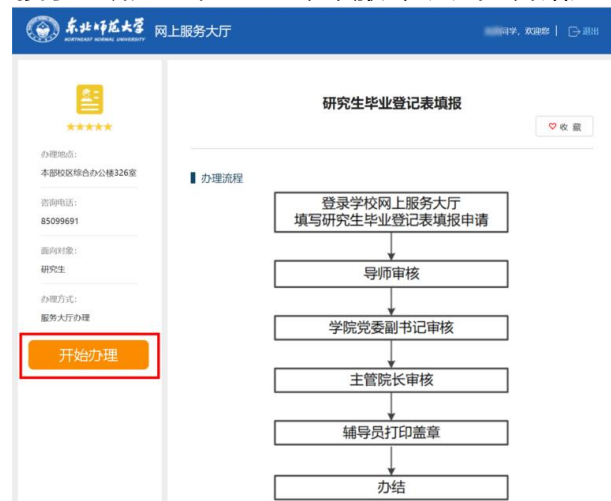 东北师范大学 网上服务大厅
NORTHEAST NORMAL UNIVERSITY
同学, 欢迎您 | 退出
研究生毕业登记表填报
收 藏
办理地点:
本部校区综合办公楼326室
咨询电话:
85099691
面向对象:
研究生
办理方式:
服务大厅办理
开始办理
办理流程
登录学校网上服务大厅
填写研究生毕业登记表填报申请
导师审核
学院党委副书记审核
主管院长审核
辅导员打印盖章
办结